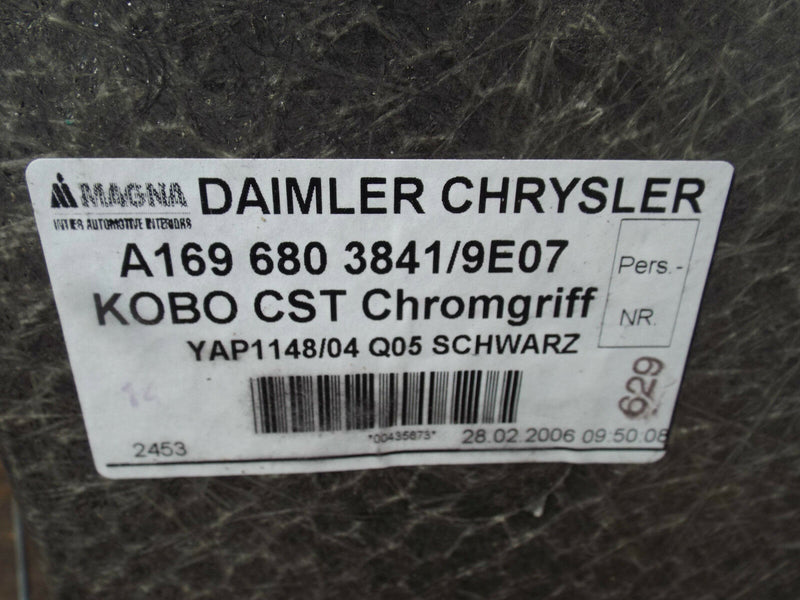 MAGNA DAIMLER CHRYSLER
INTIER AUTOMOTIVE INTERIORS
A169 680 3841/9E07
KOBO CST Chromgriff
Pers.-
NR.
YAP1148/04 Q05 SCHWARZ
629
*00435873*
2453
28.02.2006 09:50:08